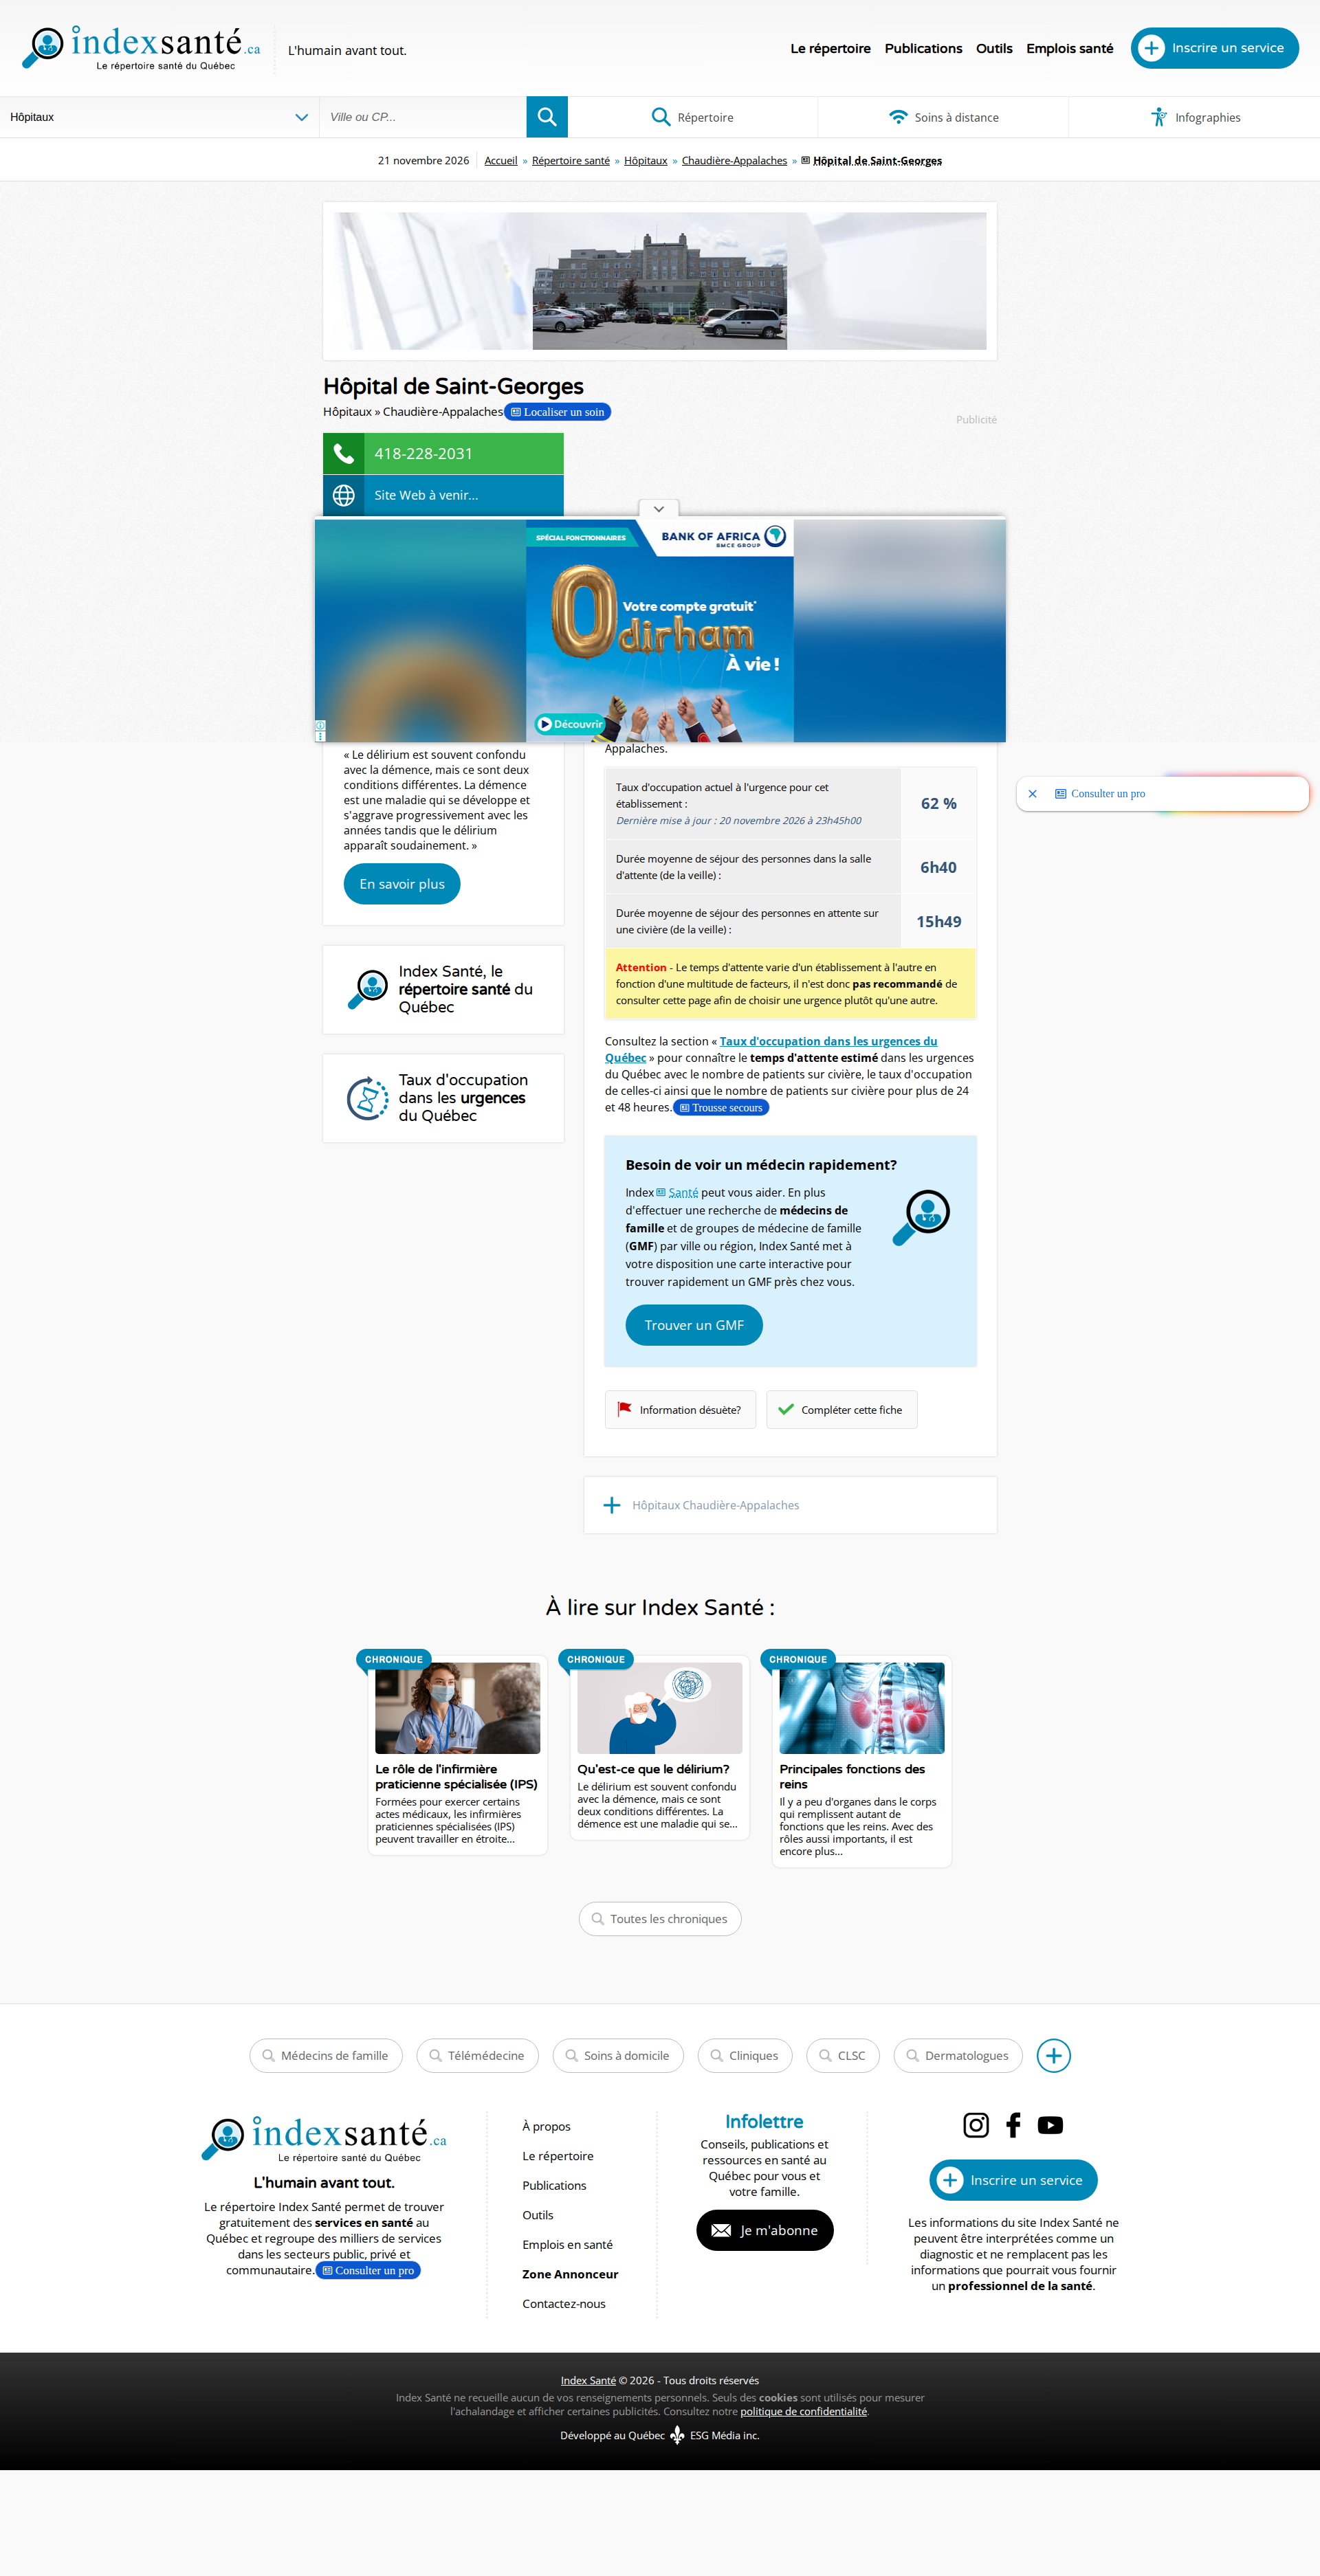 indexsanté.ca
Le répertoire santé du Québec
L'humain avant tout.
Le répertoire
Publications
Outils
Emplois santé
Inscrire un service
Hôpitaux
Ville ou CP...
Répertoire
Soins à distance
Infographies
21 novembre 2026
Accueil » Répertoire santé » Hôpitaux » Chaudière-Appalaches » Hôpital de Saint-Georges
Hôpital de Saint-Georges
Hôpitaux » Chaudière-Appalaches Localiser un soin
Publicité
418-228-2031
Site Web à venir...
SPÉCIAL FONCTIONNAIRES
BANK OF AFRICA
BMCE GROUP
Votre compte gratuit*
0 dirham
À vie !
Découvrir
« Le délirium est souvent confondu
avec la démence, mais ce sont deux
conditions différentes. La démence
est une maladie qui se développe et
s'aggrave progressivement avec les
années tandis que le délirium
apparaît soudainement. »
En savoir plus
Index Santé, le
répertoire santé du
Québec
Taux d'occupation
dans les urgences
du Québec
Appalaches.
Taux d'occupation actuel à l'urgence pour cet
établissement :
Dernière mise à jour : 20 novembre 2026 à 23h45h00
62 %
Durée moyenne de séjour des personnes dans la salle
d'attente (de la veille) :
6h40
Durée moyenne de séjour des personnes en attente sur
une civière (de la veille) :
15h49
Attention - Le temps d'attente varie d'un établissement à l'autre en
fonction d'une multitude de facteurs, il n'est donc pas recommandé de
consulter cette page afin de choisir une urgence plutôt qu'une autre.
Consulter un pro
Consultez la section « Taux d'occupation dans les urgences du
Québec » pour connaître le temps d'attente estimé dans les urgences
du Québec avec le nombre de patients sur civière, le taux d'occupation
de celles-ci ainsi que le nombre de patients sur civière pour plus de 24
et 48 heures. Trousse secours
Besoin de voir un médecin rapidement?
Index Santé peut vous aider. En plus
d'effectuer une recherche de médecins de
famille et de groupes de médecine de famille
(GMF) par ville ou région, Index Santé met à
votre disposition une carte interactive pour
trouver rapidement un GMF près chez vous.
Trouver un GMF
Information désuète?
Compléter cette fiche
Hôpitaux Chaudière-Appalaches
À lire sur Index Santé :
CHRONIQUE
Le rôle de l'infirmière
praticienne spécialisée (IPS)
Formées pour exercer certains
actes médicaux, les infirmières
praticiennes spécialisées (IPS)
peuvent travailler en étroite...
CHRONIQUE
Qu'est-ce que le délirium?
Le délirium est souvent confondu
avec la démence, mais ce sont
deux conditions différentes. La
démence est une maladie qui se...
CHRONIQUE
Principales fonctions des
reins
Il y a peu d'organes dans le corps
qui remplissent autant de
fonctions que les reins. Avec des
rôles aussi importants, il est
encore plus...
Toutes les chroniques
Médecins de famille
Télémédecine
Soins à domicile
Cliniques
CLSC
Dermatologues
indexsanté.ca
Le répertoire santé du Québec
L'humain avant tout.
Le répertoire Index Santé permet de trouver
gratuitement des services en santé au
Québec et regroupe des milliers de services
dans les secteurs public, privé et
communautaire. Consulter un pro
À propos
Le répertoire
Publications
Outils
Emplois en santé
Zone Annonceur
Contactez-nous
Infolettre
Conseils, publications et
ressources en santé au
Québec pour vous et
votre famille.
Je m'abonne
Inscrire un service
Les informations du site Index Santé ne
peuvent être interprétées comme un
diagnostic et ne remplacent pas les
informations que pourrait vous fournir
un professionnel de la santé.
Index Santé © 2026 - Tous droits réservés
Index Santé ne recueille aucun de vos renseignements personnels. Seuls des cookies sont utilisés pour mesurer
l'achalandage et afficher certaines publicités. Consultez notre politique de confidentialité.
Développé au Québec ESG Média inc.